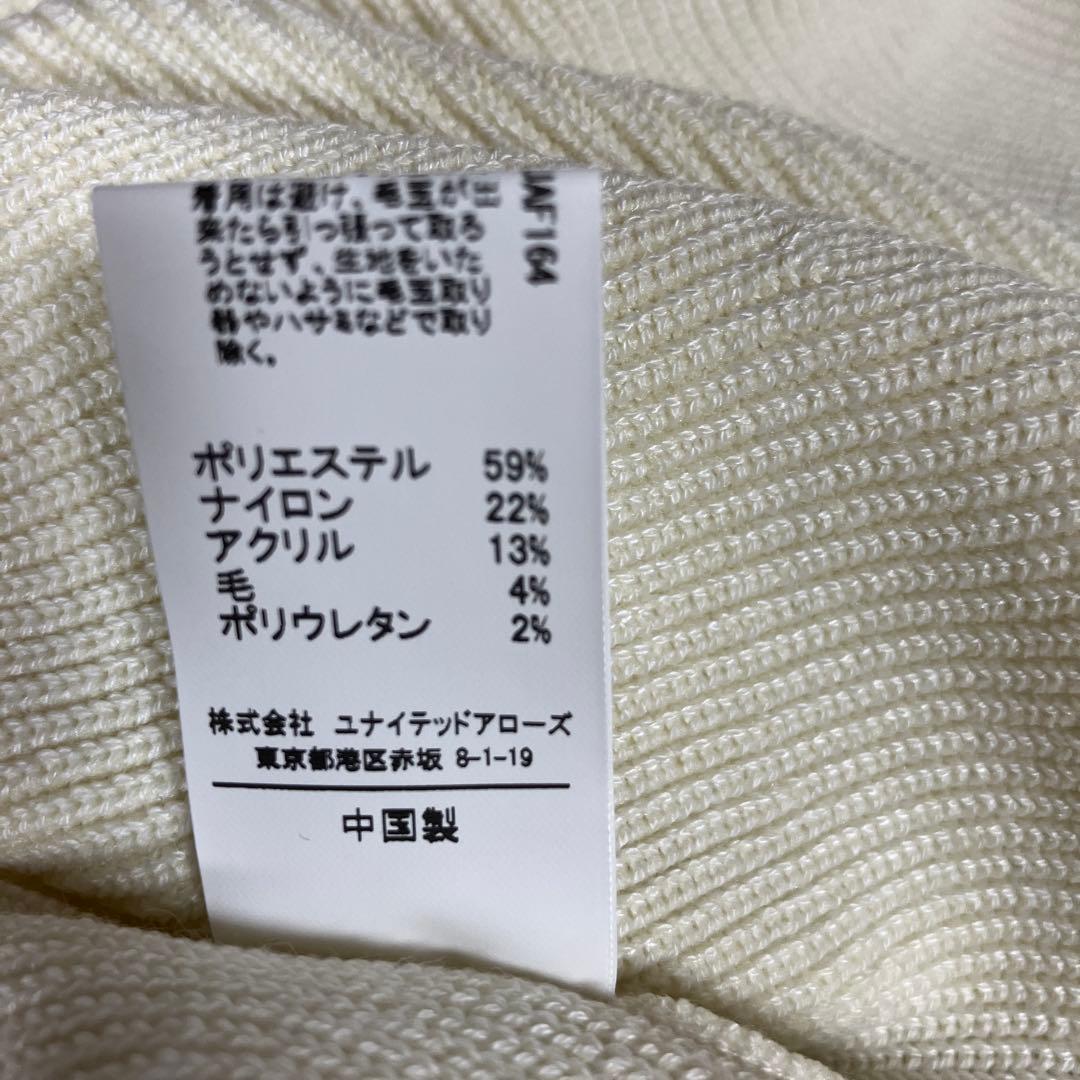 着用は避け、毛玉が出
来たら引っ張って取ろ
うとせず、生地をいた
めないように毛玉取り
器やハサミなどで取り
除く。
ポリエステル 59%
ナイロン 22%
アクリル 13%
毛 4%
ポリウレタン 2%
株式会社 ユナイテッドアローズ
東京都港区赤坂 8-1-19
中国製